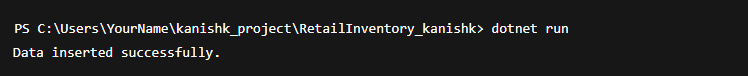 PS C:\Users\YourName\kanishk_project\RetailInventory_kanishk> dotnet run
Data inserted successfully.